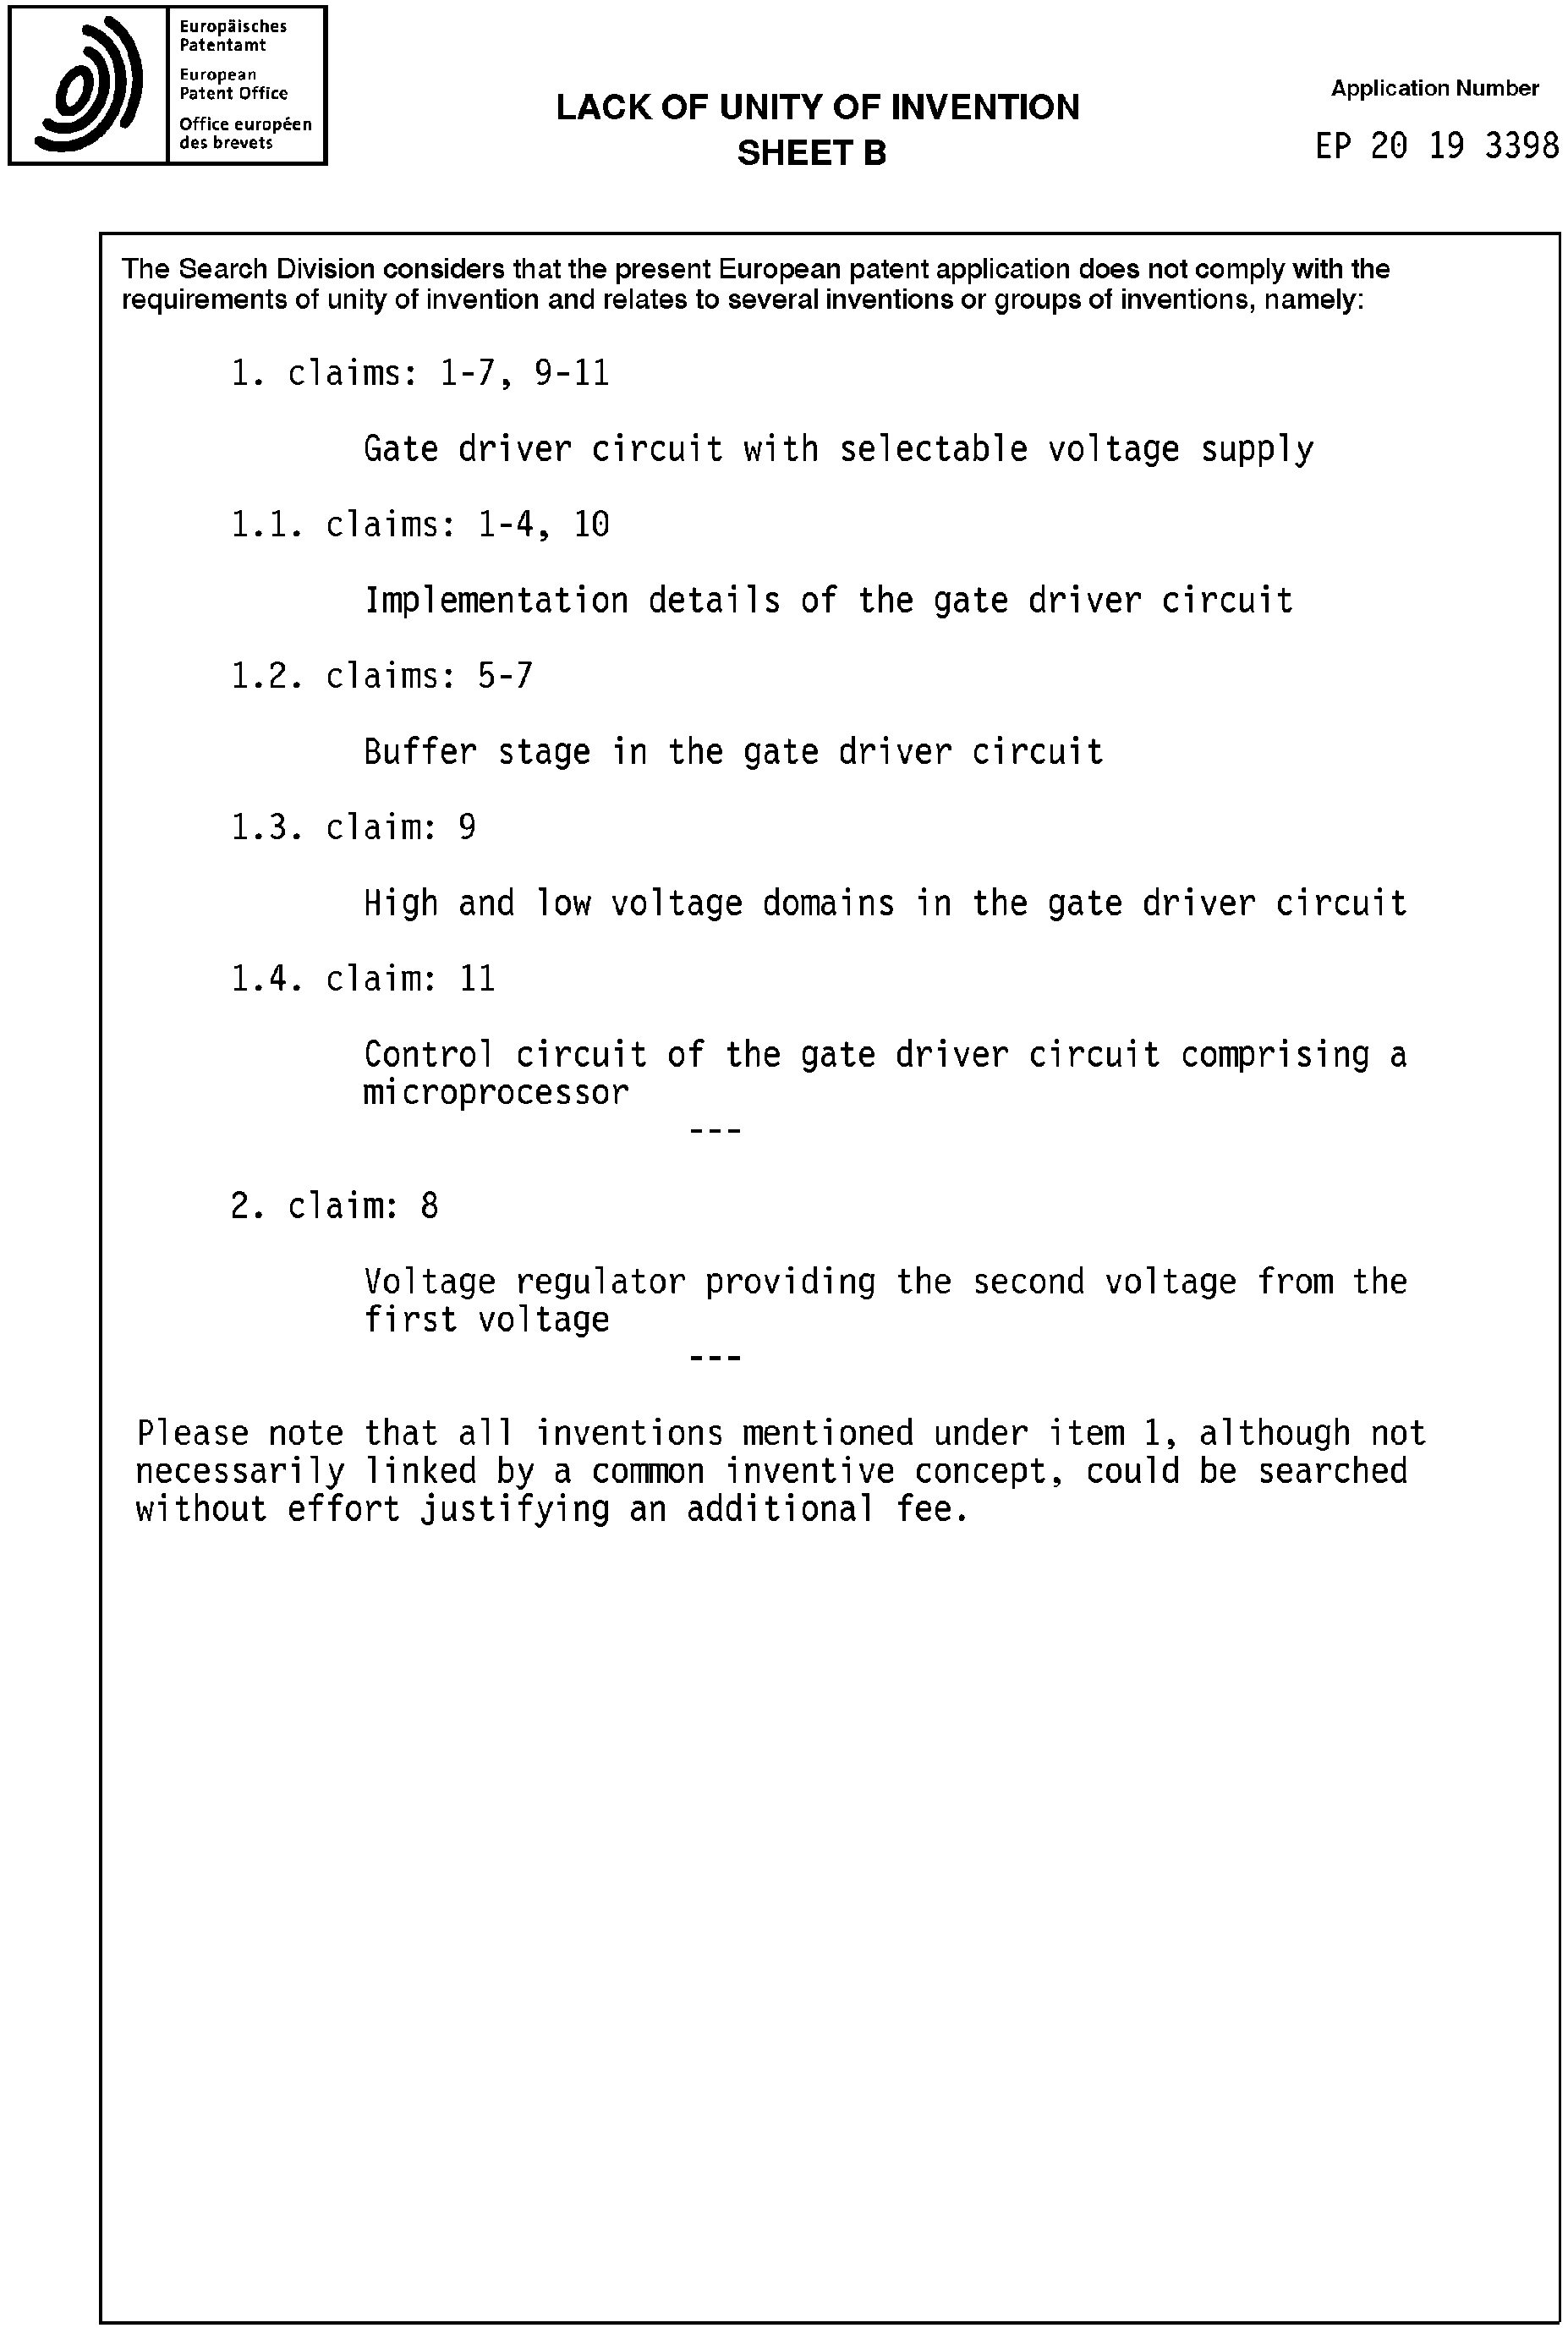 Europäisches
Patentamt
European
Patent Office
Office européen
des brevets
LACK OF UNITY OF INVENTION
SHEET B
Application Number
EP 20 19 3398
The Search Division considers that the present European patent application does not comply with the
requirements of unity of invention and relates to several inventions or groups of inventions, namely:
1. claims: 1-7, 9-11
Gate driver circuit with selectable voltage supply
1.1. claims: 1-4, 10
Implementation details of the gate driver circuit
1.2. claims: 5-7
Buffer stage in the gate driver circuit
1.3. claim: 9
High and low voltage domains in the gate driver circuit
1.4. claim: 11
Control circuit of the gate driver circuit comprising a
microprocessor
---
2. claim: 8
Voltage regulator providing the second voltage from the
first voltage
---
Please note that all inventions mentioned under item 1, although not
necessarily linked by a common inventive concept, could be searched
without effort justifying an additional fee.